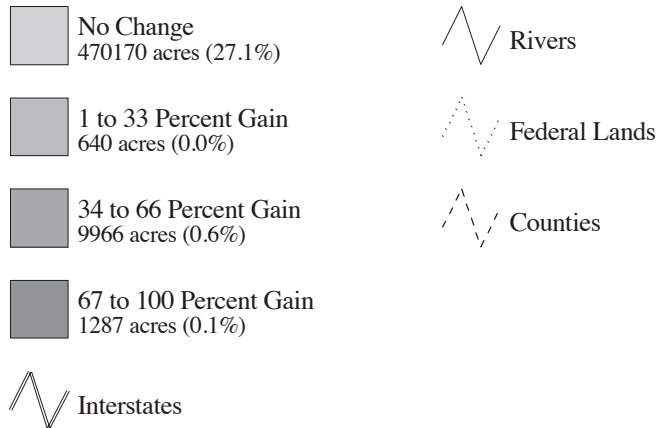 No Change
470170 acres (27.1%)
1 to 33 Percent Gain
640 acres (0.0%)
34 to 66 Percent Gain
9966 acres (0.6%)
67 to 100 Percent Gain
1287 acres (0.1%)
Interstates
Rivers
Federal Lands
Counties